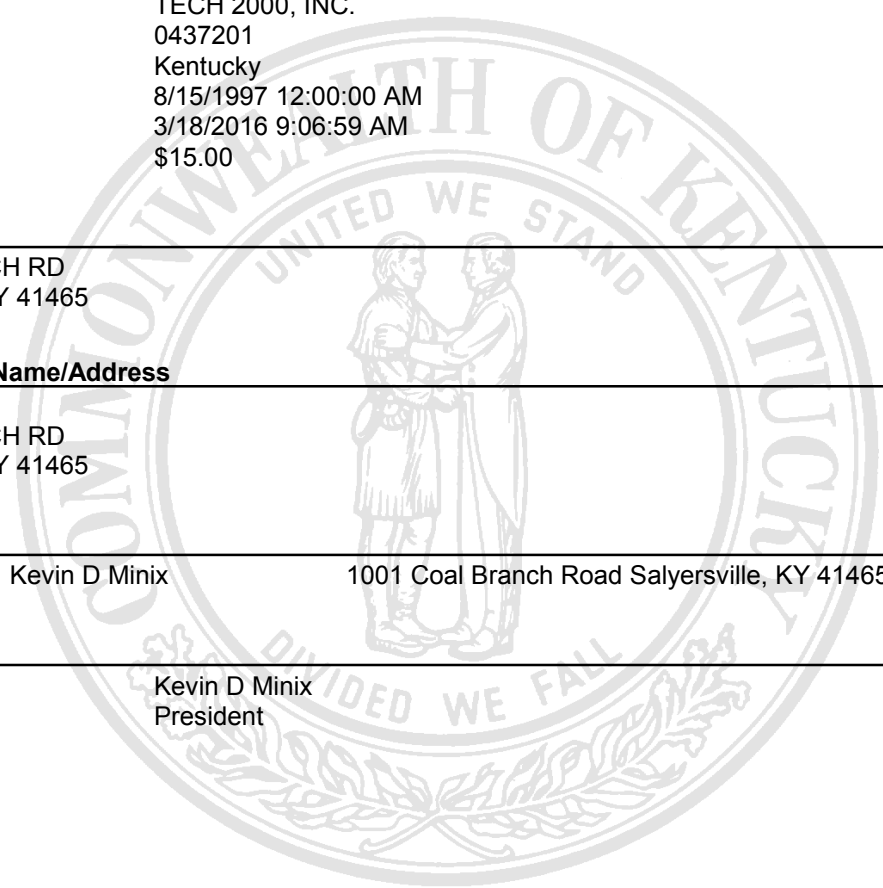 TECH 2000, INC.
0437201
Kentucky
8/15/1997 12:00:00 AM
3/18/2016 9:06:59 AM
$15.00
COMMONWEALTH OF KENTUCKY
UNITED WE STAND
CH RD
Y 41465
Name/Address
CH RD
Y 41465
Kevin D Minix 1001 Coal Branch Road Salyersville, KY 41465
DIVIDED WE FALL
Kevin D Minix
President